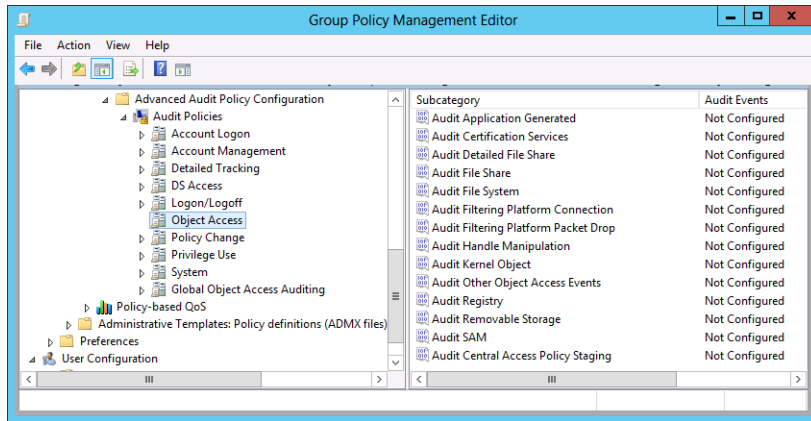 Group Policy Management Editor
File Action View Help
Advanced Audit Policy Configuration
Audit Policies
Account Logon
Account Management
Detailed Tracking
DS Access
Logon/Logoff
Object Access
Policy Change
Privilege Use
System
Global Object Access Auditing
Policy-based QoS
Administrative Templates: Policy definitions (ADMX files)
Preferences
User Configuration
Subcategory Audit Events
Audit Application Generated Not Configured
Audit Certification Services Not Configured
Audit Detailed File Share Not Configured
Audit File Share Not Configured
Audit File System Not Configured
Audit Filtering Platform Connection Not Configured
Audit Filtering Platform Packet Drop Not Configured
Audit Handle Manipulation Not Configured
Audit Kernel Object Not Configured
Audit Other Object Access Events Not Configured
Audit Registry Not Configured
Audit Removable Storage Not Configured
Audit SAM Not Configured
Audit Central Access Policy Staging Not Configured